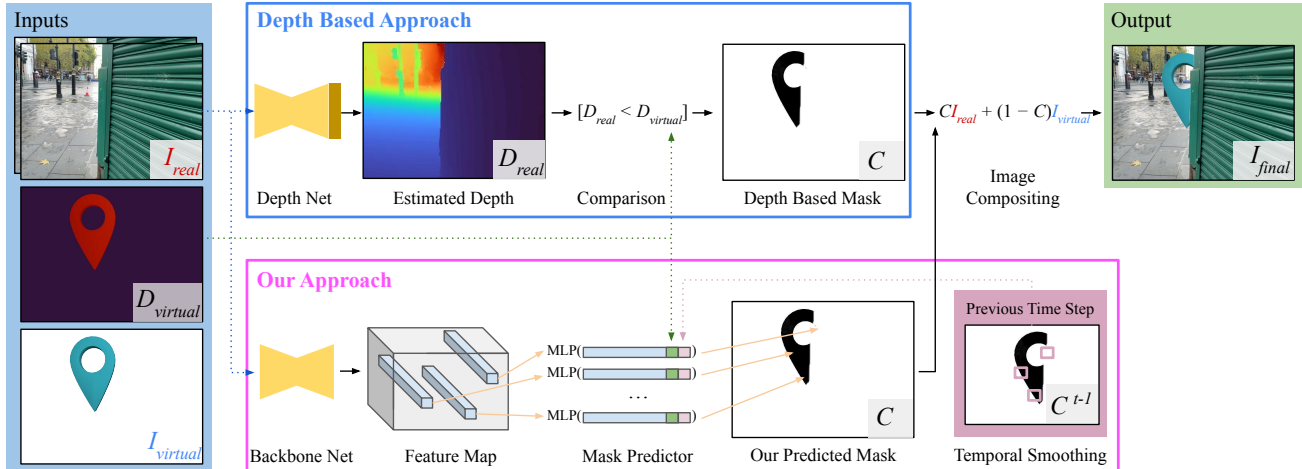 Inputs
I_real
D_virtual
I_virtual
Depth Based Approach
Depth Net
D_real
Estimated Depth
[D_real < D_virtual]
Comparison
C
Depth Based Mask
CI_real + (1 − C)I_virtual
Image
Compositing
Output
I_final
Our Approach
Backbone Net
Feature Map
MLP( )
MLP( )
...
MLP( )
Mask Predictor
C
Our Predicted Mask
Previous Time Step
C^t-1
Temporal Smoothing